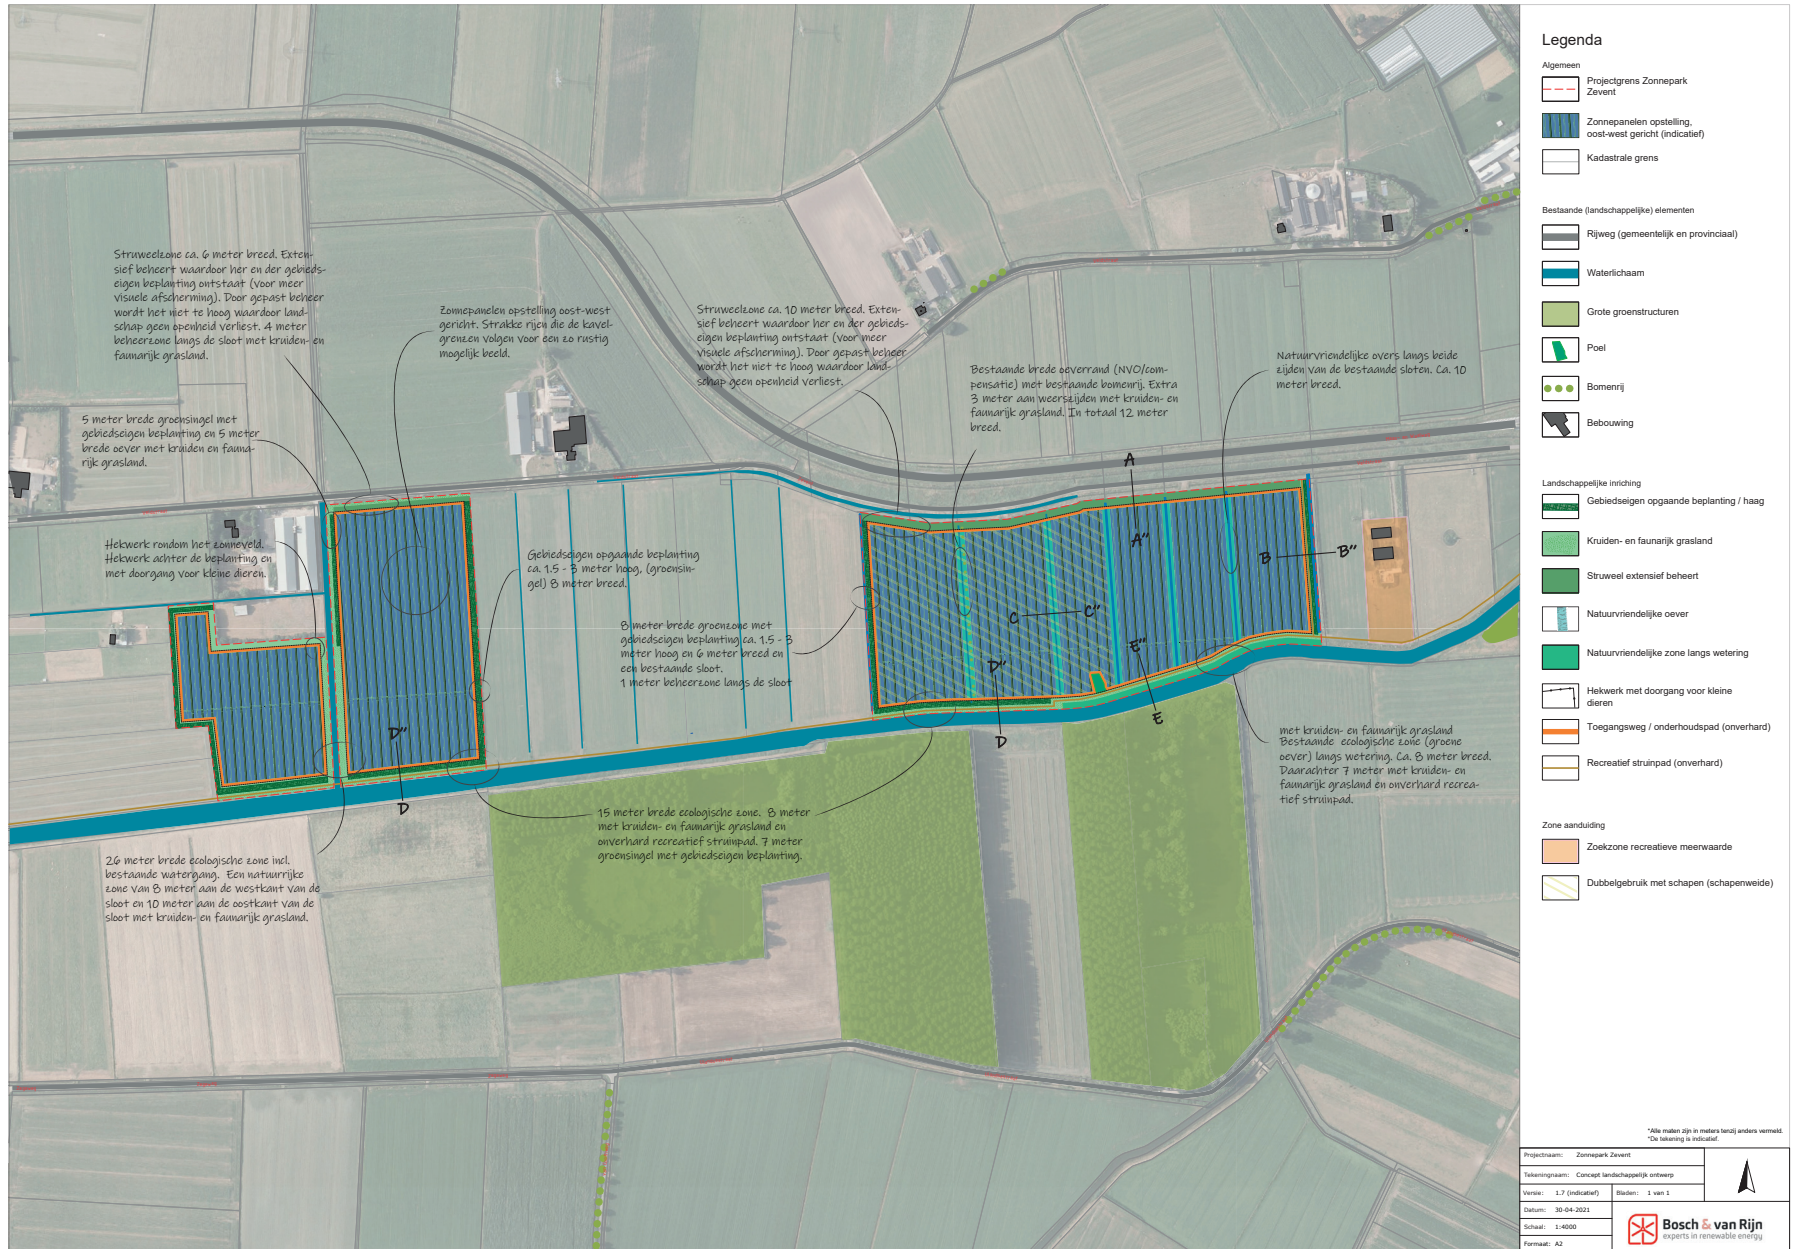 Struweelzone ca. 6 meter breed. Exten-
sief beheert waardoor her en der gebieds-
eigen beplanting ontstaat (voor meer
visuele afscherming). Door gepast beheer
wordt het niet te hoog waardoor land-
schap geen openheid verliest. 4 meter
beheerzone langs de sloot met kruiden- en
faunarijk grasland.
Zonnepanelen opstelling oost-west
gericht. Strakke rijen die de kavel-
grenzen volgen voor een zo rustig
mogelijk beeld.
Struweelzone ca. 10 meter breed. Exten-
sief beheert waardoor her en der gebieds-
eigen beplanting ontstaat (voor meer
visuele afscherming). Door gepast beheer
wordt het niet te hoog waardoor land-
schap geen openheid verliest.
Bestaande brede oeverrand (NVO/com-
pensatie) met bestaande bomenrij. Extra
3 meter aan weerszijden met kruiden- en
faunarijk grasland. In totaal 12 meter
breed.
Natuurvriendelijke overs langs beide
zijden van de bestaande sloten. Ca. 10
meter breed.
5 meter brede groensingel met
gebiedseigen beplanting en 5 meter
brede oever met kruiden en fauna-
rijk grasland.
Hekwerk rondom het zonneveld.
Hekwerk achter de beplanting en
met doorgang voor kleine dieren.
Gebiedseigen opgaande beplanting
ca. 1.5 - 3 meter hoog, (groensin-
gel) 8 meter breed.
8 meter brede groenzone met
gebiedseigen beplanting ca. 1.5 - 3
meter hoog en 6 meter breed en
een bestaande sloot.
1 meter beheerzone langs de sloot
A
A"
B
B"
C
C"
D"
D
E"
E
D"
D
met kruiden- en faunarijk grasland
Bestaande ecologische zone (groene
oever) langs wetering. Ca. 8 meter breed.
Daarachter 7 meter met kruiden- en
faunarijk grasland en onverhard recrea-
tief struinpad.
15 meter brede ecologische zone. 8 meter
met kruiden- en faunarijk grasland en
onverhard recreatief struinpad. 7 meter
groensingel met gebiedseigen beplanting.
26 meter brede ecologische zone incl.
bestaande watergang. Een natuurrijke
zone van 8 meter aan de westkant van de
sloot en 10 meter aan de oostkant van de
sloot met kruiden- en faunarijk grasland.
Legenda
Algemeen
Projectgrens Zonnepark
Zevent
Zonnepanelen opstelling,
oost-west gericht (indicatief)
Kadastrale grens
Bestaande (landschappelijke) elementen
Rijweg (gemeentelijk en provinciaal)
Waterlichaam
Grote groenstructuren
Poel
Bomenrij
Bebouwing
Landschappelijke inriching
Gebiedseigen opgaande beplanting / haag
Kruiden- en faunarijk grasland
Struweel extensief beheert
Natuurvriendelijke oever
Natuurvriendelijke zone langs wetering
Hekwerk met doorgang voor kleine
dieren
Toegangsweg / onderhoudspad (onverhard)
Recreatief struinpad (onverhard)
Zone aanduiding
Zoekzone recreatieve meerwaarde
Dubbelgebruik met schapen (schapenweide)
*Alle maten zijn in meters tenzij anders vermeld.
*De tekening is indicatief.
Projectnaam: Zonnepark Zevent
Tekeningnaam: Concept landschappelijk ontwerp
Versie: 1.7 (indicatief) Bladen: 1 van 1
Datum: 30-04-2021
Schaal: 1:4000
Formaat: A2
Bosch & van Rijn
experts in renewable energy